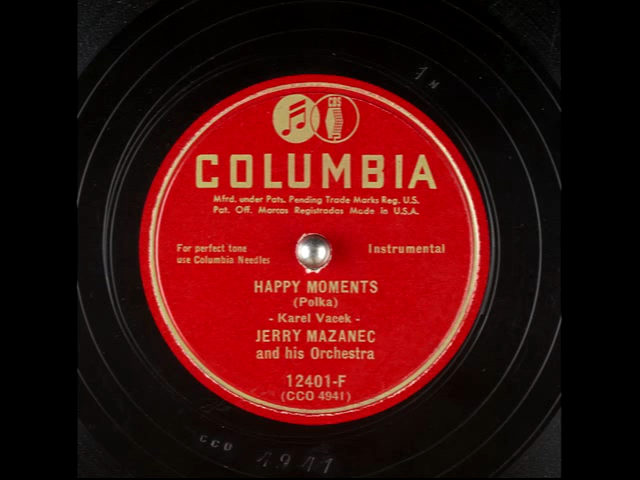 1 M
CBS
COLUMBIA
Mfrd. under Pats. Pending Trade Marks Reg. U.S.
Pat. Off. Marcas Registradas Made in U.S.A.
For perfect tone
use Columbia Needles
Instrumental
HAPPY MOMENTS
(Polka)
- Karel Vacek -
JERRY MAZANEC
and his Orchestra
12401-F
(CCO 4941)
CCO 4941